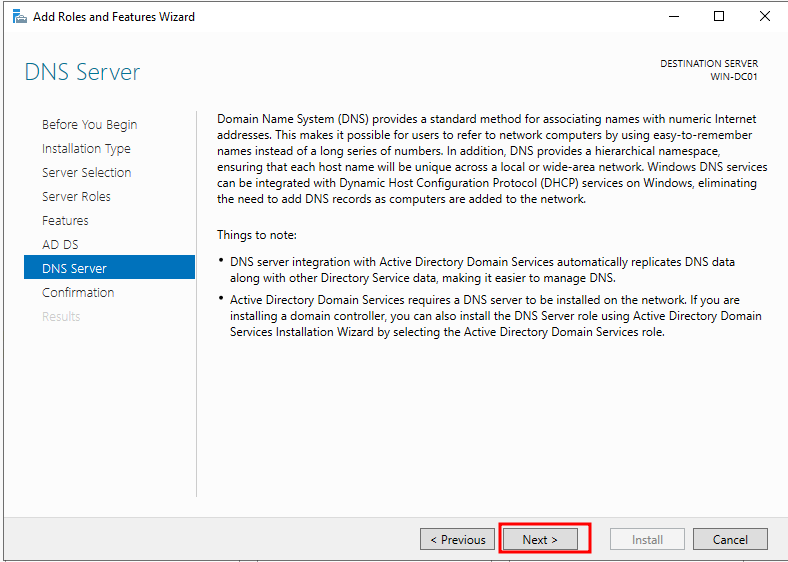 Add Roles and Features Wizard
DNS Server
DESTINATION SERVER
WIN-DC01
Before You Begin
Installation Type
Server Selection
Server Roles
Features
AD DS
DNS Server
Confirmation
Results
Domain Name System (DNS) provides a standard method for associating names with numeric Internet
addresses. This makes it possible for users to refer to network computers by using easy-to-remember
names instead of a long series of numbers. In addition, DNS provides a hierarchical namespace,
ensuring that each host name will be unique across a local or wide-area network. Windows DNS services
can be integrated with Dynamic Host Configuration Protocol (DHCP) services on Windows, eliminating
the need to add DNS records as computers are added to the network.
Things to note:
• DNS server integration with Active Directory Domain Services automatically replicates DNS data
along with other Directory Service data, making it easier to manage DNS.
• Active Directory Domain Services requires a DNS server to be installed on the network. If you are
installing a domain controller, you can also install the DNS Server role using Active Directory Domain
Services Installation Wizard by selecting the Active Directory Domain Services role.
< Previous
Next >
Install
Cancel